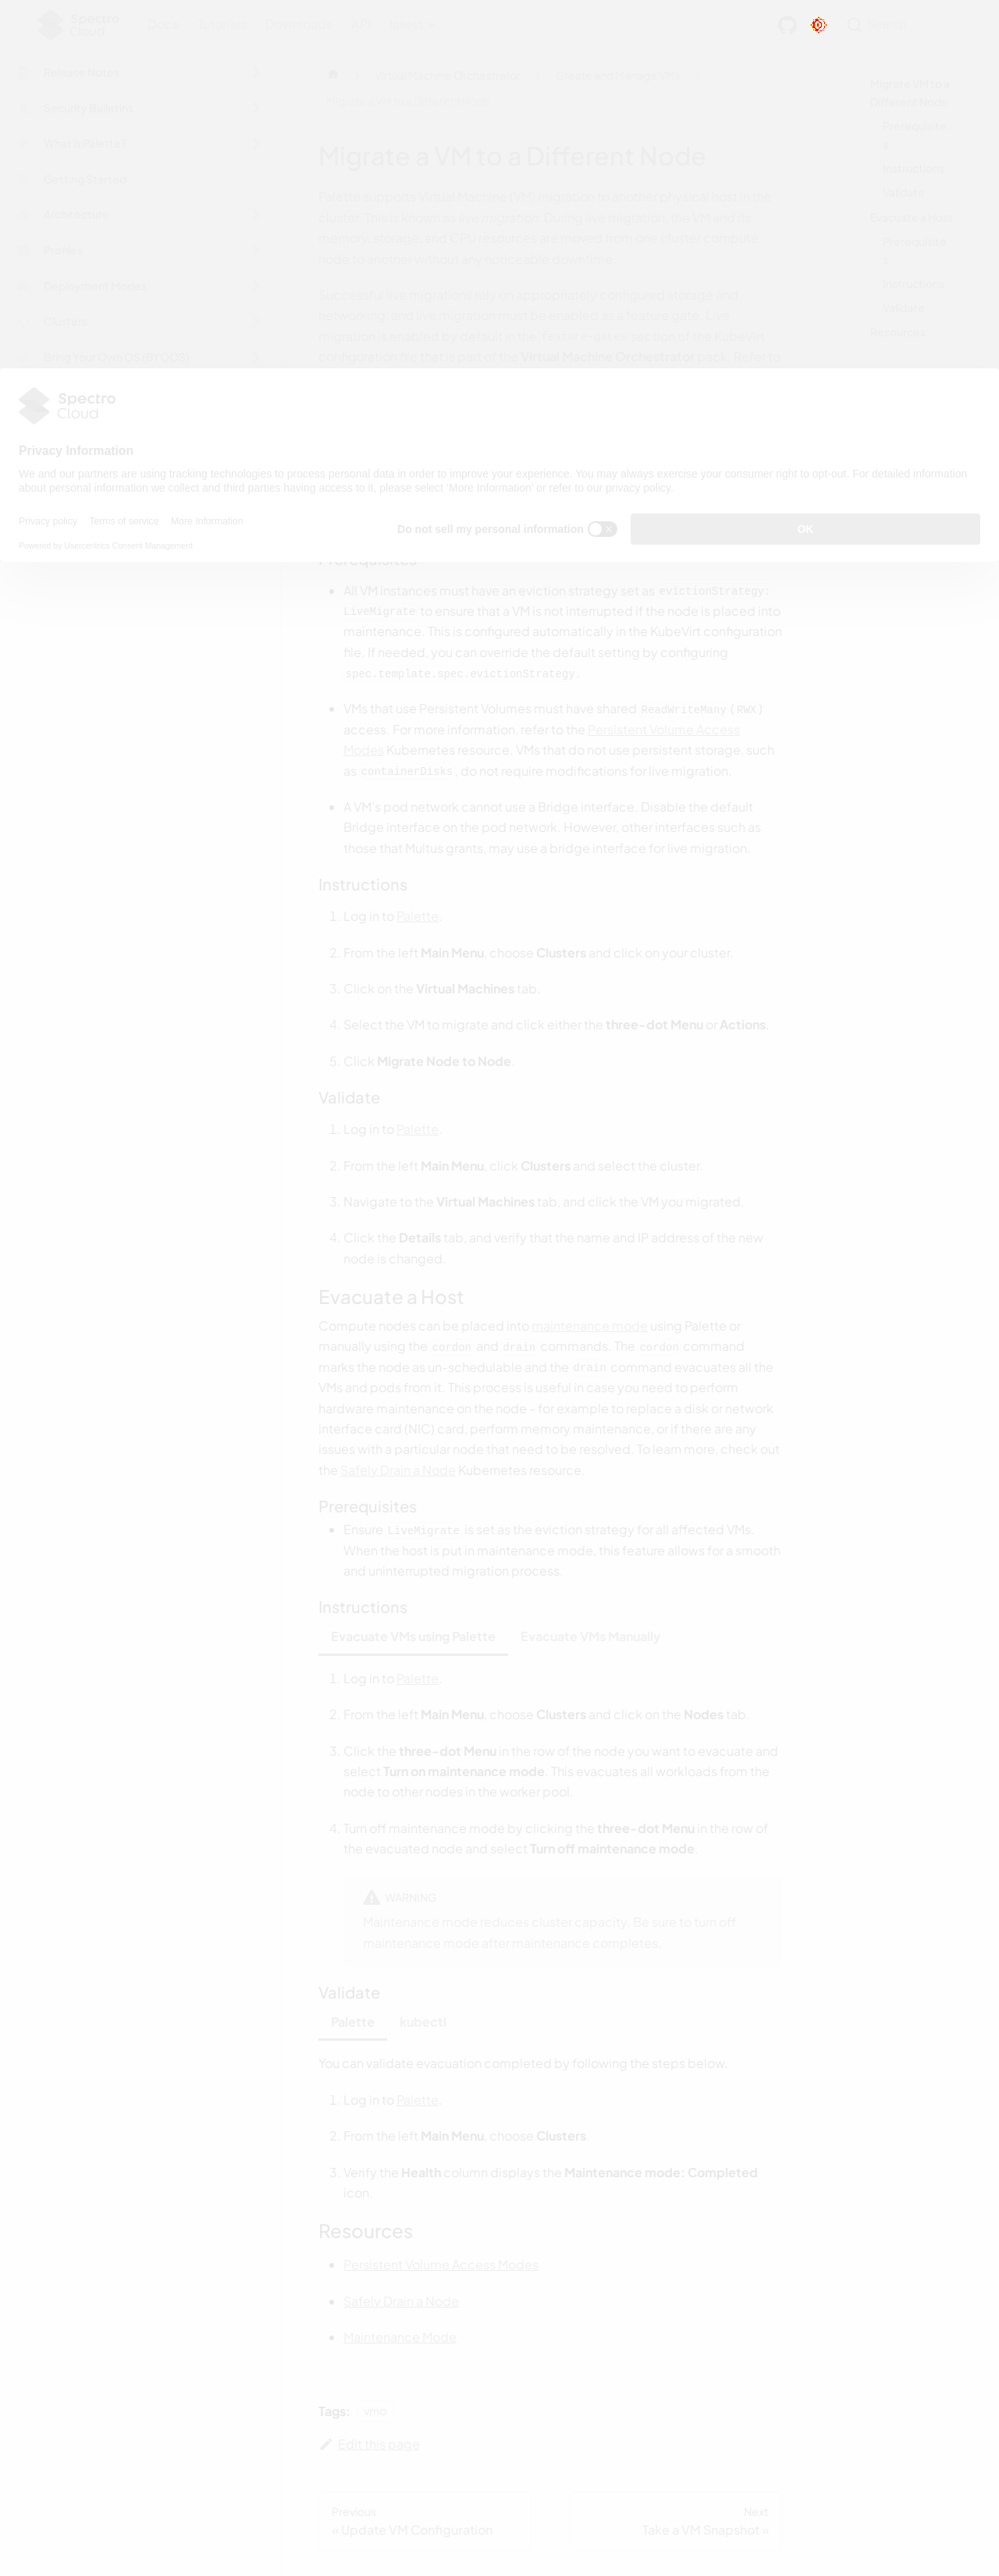 Spectro
Cloud
Search
Release Notes
Security Bulletins
What is Palette?
Getting Started
Architecture
Profiles
Deployment Modes
Clusters
Bring Your Own OS (BYOOS)
Virtual Machine Orchestrator
Create and Manage VMs
Migrate a VM to a Different Node
Migrate a VM to a Different Node
Palette supports Virtual Machine (VM) migration to another physical host in the
cluster. This is known as live migration. During live migration, the VM and its
memory, storage, and CPU resources are moved from one cluster compute
node to another without any noticeable downtime.
Successful live migration relies on appropriately configured storage and
networking, and live migration must be enabled as a feature gate. Live
migration is enabled by default in the feature-gates section of the KubeVirt
configuration file that is part of the Virtual Machine Orchestrator pack. Refer to
Migrate VM to a
Different Node
Prerequisite
s
Instructions
Validate
Evacuate a Host
Prerequisite
s
Instructions
Validate
Resources
Spectro
Cloud
Privacy Information
We and our partners are using tracking technologies to process personal data in order to improve your experience. You may always exercise your consumer right to opt-out. For detailed information
about personal information we collect and third parties having access to it, please select 'More Information' or refer to our privacy policy.
Privacy policy Terms of service More Information
Powered by Usercentrics Consent Management
Do not sell my personal information
OK
Prerequisites
All VM instances must have an eviction strategy set as evictionStrategy:
LiveMigrate to ensure that a VM is not interrupted if the node is placed into
maintenance. This is configured automatically in the KubeVirt configuration
file. If needed, you can override the default setting by configuring
spec.template.spec.evictionStrategy.
VMs that use Persistent Volumes must have shared ReadWriteMany (RWX)
access. For more information, refer to the Persistent Volume Access
Modes Kubernetes resource. VMs that do not use persistent storage, such
as containerDisks, do not require modifications for live migration.
A VM's pod network cannot use a Bridge interface. Disable the default
Bridge interface on the pod network. However, other interfaces such as
those that Multus grants, may use a bridge interface for live migration.
Instructions
1. Log in to Palette.
2. From the left Main Menu, choose Clusters and click on your cluster.
3. Click on the Virtual Machines tab.
4. Select the VM to migrate and click either the three-dot Menu or Actions.
5. Click Migrate Node to Node.
Validate
1. Log in to Palette.
2. From the left Main Menu, click Clusters and select the cluster.
3. Navigate to the Virtual Machines tab, and click the VM you migrated.
4. Click the Details tab, and verify that the name and IP address of the new
node is changed.
Evacuate a Host
Compute nodes can be placed into maintenance mode using Palette or
manually using the cordon and drain commands. The cordon command
marks the node as un-schedulable and the drain command evacuates all the
VMs and pods from it. This process is useful in case you need to perform
hardware maintenance on the node - for example to replace a disk or network
interface card (NIC) card, perform memory maintenance, or if there are any
issues with a particular node that need to be resolved. To learn more, check out
the Safely Drain a Node Kubernetes resource.
Prerequisites
Ensure LiveMigrate is set as the eviction strategy for all affected VMs.
When the host is put in maintenance mode, this feature allows for a smooth
and uninterrupted migration process.
Instructions
Evacuate VMs using Palette Evacuate VMs Manually
1. Log in to Palette.
2. From the left Main Menu, choose Clusters and click on the Nodes tab.
3. Click the three-dot Menu in the row of the node you want to evacuate and
select Turn on maintenance mode. This evacuates all workloads from the
node to other nodes in the worker pool.
4. Turn off maintenance mode by clicking the three-dot Menu in the row of
the evacuated node and select Turn off maintenance mode.
WARNING
Maintenance mode reduces cluster capacity. Be sure to turn off
maintenance mode after maintenance completes.
Validate
Palette kubectl
You can validate evacuation completed by following the steps below.
1. Log in to Palette.
2. From the left Main Menu, choose Clusters.
3. Verify the Health column displays the Maintenance mode: Completed
icon.
Resources
Persistent Volume Access Modes
Safely Drain a Node
Maintenance Mode
Tags: vmo
Edit this page
Previous
« Update VM Configuration
Next
Take a VM Snapshot »